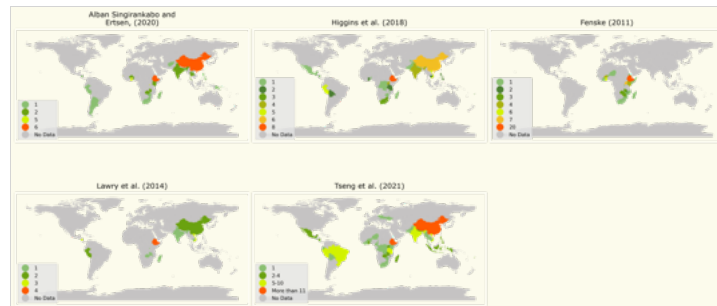 Alban Singirankabo and
Ertsen, (2020)
1
2
5
6
No Data
Higgins et al. (2018)
1
2
3
4
6
8
No Data
Fenske (2011)
1
2
3
4
6
7
20
No Data
Lawry et al. (2014)
1
2
3
4
No Data
Tseng et al. (2021)
1
2-4
5-10
More than 11
No Data